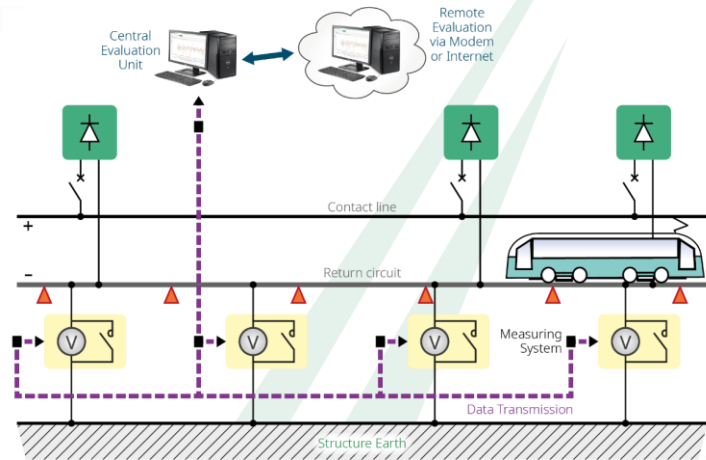 Central
Evaluation
Unit
Remote
Evaluation
via Modem
or Internet
Contact line
+
–
Return circuit
V
V
V
Measuring
System
V
Data Transmission
Structure Earth